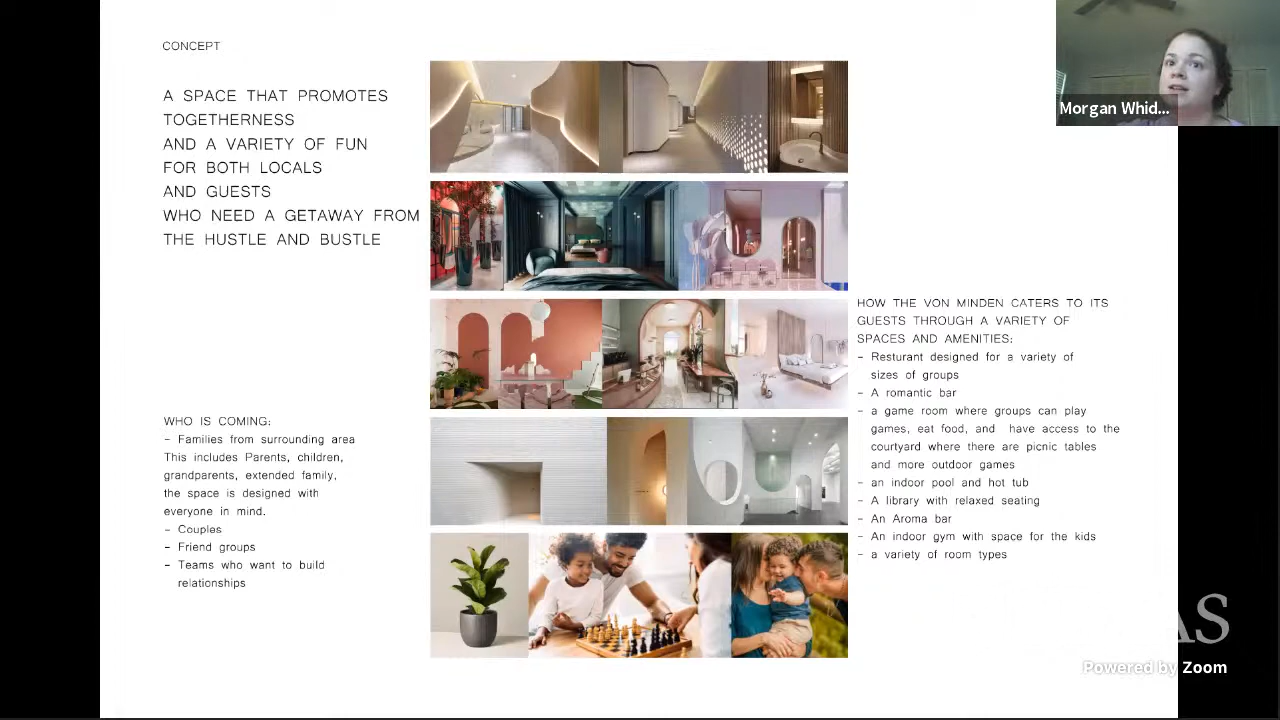 CONCEPT
A SPACE THAT PROMOTES
TOGETHERNESS
AND A VARIETY OF FUN
FOR BOTH LOCALS
AND GUESTS
WHO NEED A GETAWAY FROM
THE HUSTLE AND BUSTLE
WHO IS COMING:
- Families from surrounding area
This includes Parents, children,
grandparents, extended family,
the space is designed with
everyone in mind.
- Couples
- Friend groups
- Teams who want to build
relationships
HOW THE VON MINDEN CATERS TO ITS
GUESTS THROUGH A VARIETY OF
SPACES AND AMENITIES:
- Resturant designed for a variety of
sizes of groups
- A romantic bar
- a game room where groups can play
games, eat food, and have access to the
courtyard where there are picnic tables
and more outdoor games
- an indoor pool and hot tub
- A library with relaxed seating
- An Aroma bar
- An indoor gym with space for the kids
- a variety of room types
Morgan Whid...
AS
Powered by Zoom